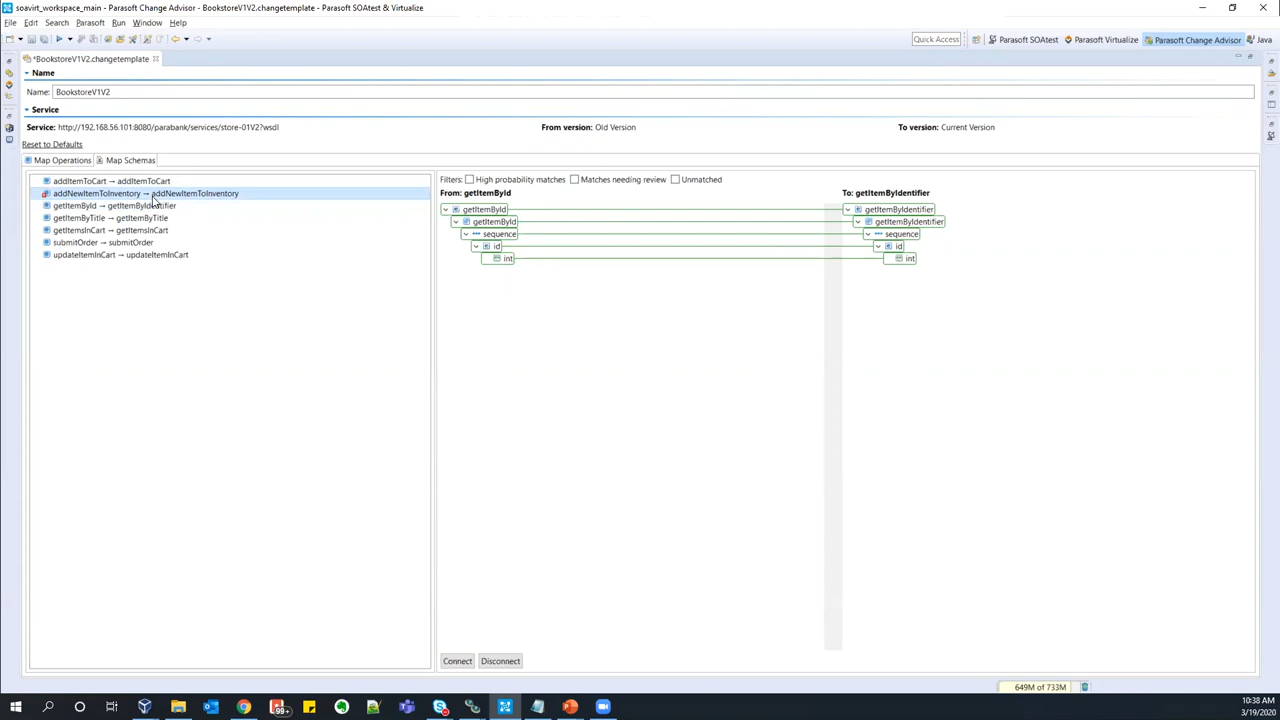 soavirt_workspace_main - Parasoft Change Advisor - BookstoreV1V2.changetemplate - Parasoft SOAtest & Virtualize
File Edit Search Parasoft Run Window Help
Quick Access Parasoft SOAtest Parasoft Virtualize Parasoft Change Advisor Java
*BookstoreV1V2.changetemplate
Name
Name: BookstoreV1V2
Service
Service: http://192.168.56.101:8080/parabank/services/store-01V2?wsdl From version: Old Version To version: Current Version
Reset to Defaults
Map Operations Map Schemas
addItemToCart → addItemToCart
addNewItemToInventory → addNewItemToInventory
getItemById → getItemByIdentifier
getItemByTitle → getItemByTitle
getItemsInCart → getItemsInCart
submitOrder → submitOrder
updateItemInCart → updateItemInCart
Filters: High probability matches Matches needing review Unmatched
From: getItemById To: getItemByIdentifier
getItemById getItemByIdentifier
getItemById getItemByIdentifier
sequence sequence
id id
int int
Connect Disconnect
649M of 733M
99+
10:38 AM
3/19/2020